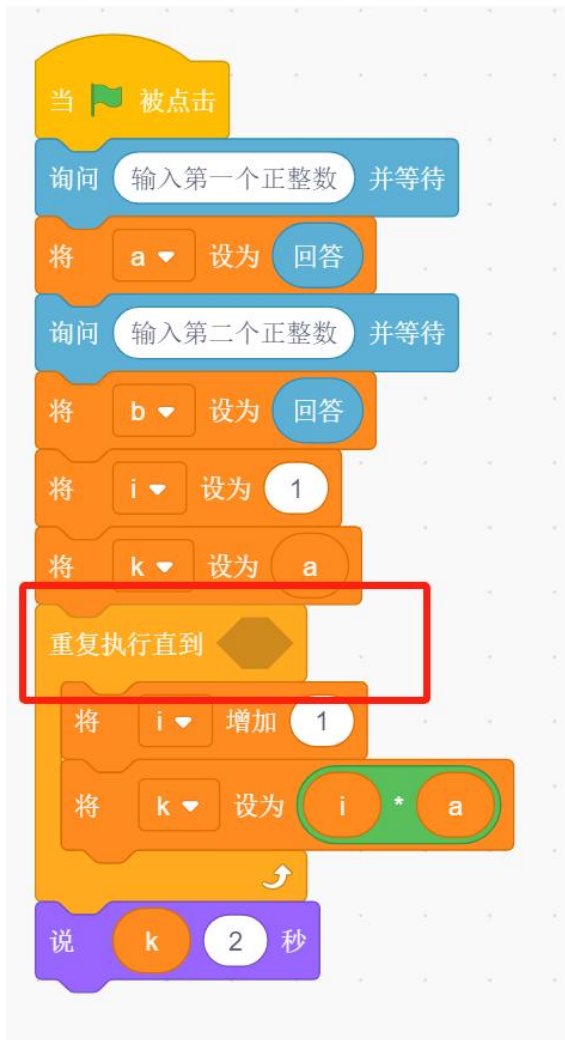 当 被点击
询问 输入第一个正整数 并等待
将 a 设为 回答
询问 输入第二个正整数 并等待
将 b 设为 回答
将 i 设为 1
将 k 设为 a
重复执行直到
将 i 增加 1
将 k 设为 i * a
说 k 2 秒